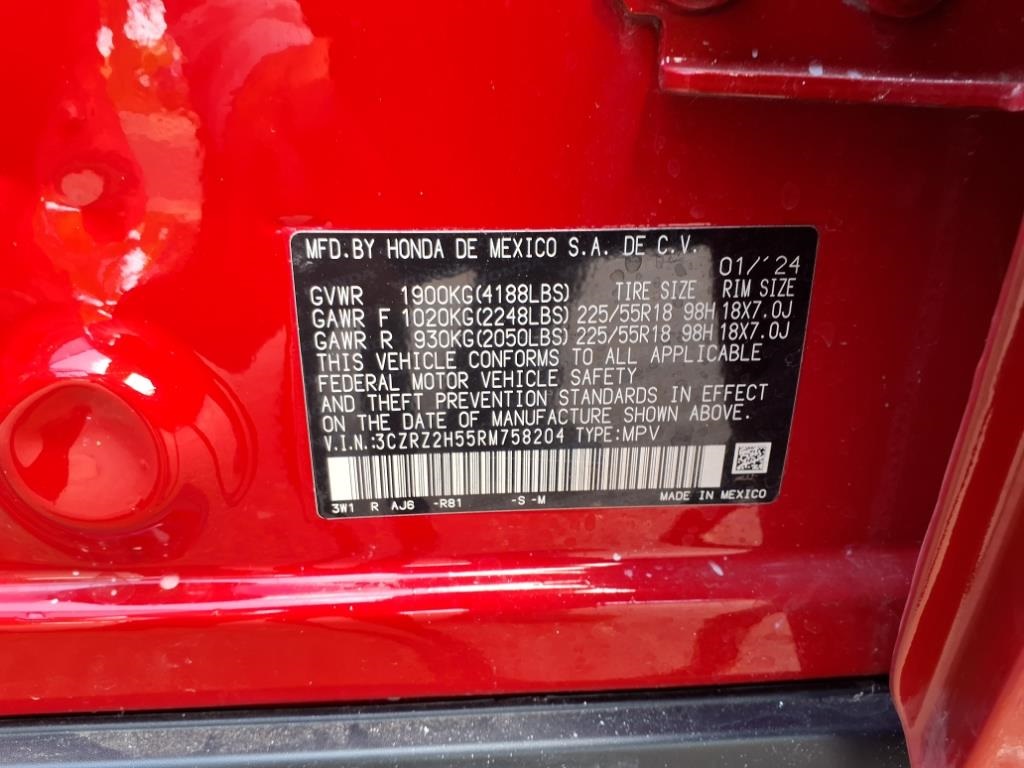 MFD.BY HONDA DE MEXICO S.A. DE C.V.
01/'24
GVWR 1900KG(4188LBS) TIRE SIZE RIM SIZE
GAWR F 1020KG(2248LBS) 225/55R18 98H 18X7.0J
GAWR R 930KG(2050LBS) 225/55R18 98H 18X7.0J
THIS VEHICLE CONFORMS TO ALL APPLICABLE
FEDERAL MOTOR VEHICLE SAFETY
AND THEFT PREVENTION STANDARDS IN EFFECT
ON THE DATE OF MANUFACTURE SHOWN ABOVE.
V.I.N.:3CZRZ2H55RM758204 TYPE:MPV
3W1 R AJ6 -R81 -S -M MADE IN MEXICO